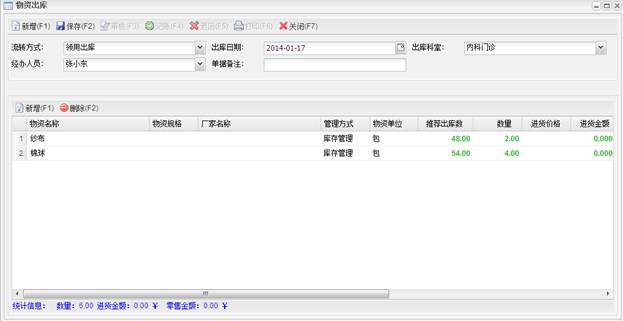 物资出库
新增(F1) 保存(F2) 审核(F3) 记账(F4) 退回(F5) 打印(F6) 关闭(F7)
流转方式: 领用出库 出库日期: 2014-01-17 出库科室: 内科门诊
经办人员: 张小东 单据备注:
新增(F1) 删除(F2)
物资名称 物资规格 厂家名称 管理方式 物资单位 推荐出库数 数量 进货价格 进货金额
1 纱布 库存管理 包 48.00 2.00 0.000
2 锦球 库存管理 包 54.00 4.00 0.000
统计信息: 数量: 6.00 进货金额: 0.00 ¥ 零售金额: 0.00 ¥